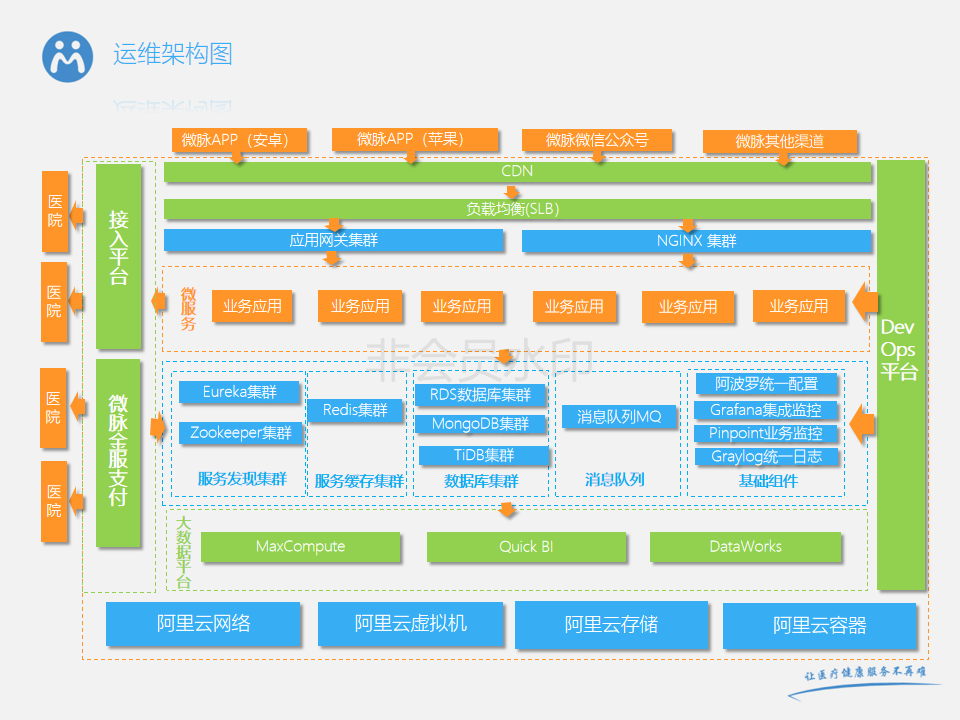 运维架构图
微脉APP（安卓）
微脉APP（苹果）
微脉微信公众号
微脉其他渠道
CDN
负载均衡(SLB)
应用网关集群
NGINX 集群
医院
医院
医院
医院
接入平台
微脉金服支付
微服务
业务应用
业务应用
业务应用
业务应用
业务应用
业务应用
Dev
Ops
平台
非会员水印
Eureka集群
Zookeeper集群
服务发现集群
Redis集群
服务缓存集群
RDS数据库集群
MongoDB集群
TiDB集群
数据库集群
消息队列MQ
消息队列
阿波罗统一配置
Grafana集成监控
Pinpoint业务监控
Graylog统一日志
基础组件
大数据平台
MaxCompute
Quick BI
DataWorks
阿里云网络
阿里云虚拟机
阿里云存储
阿里云容器
让医疗健康服务不再难